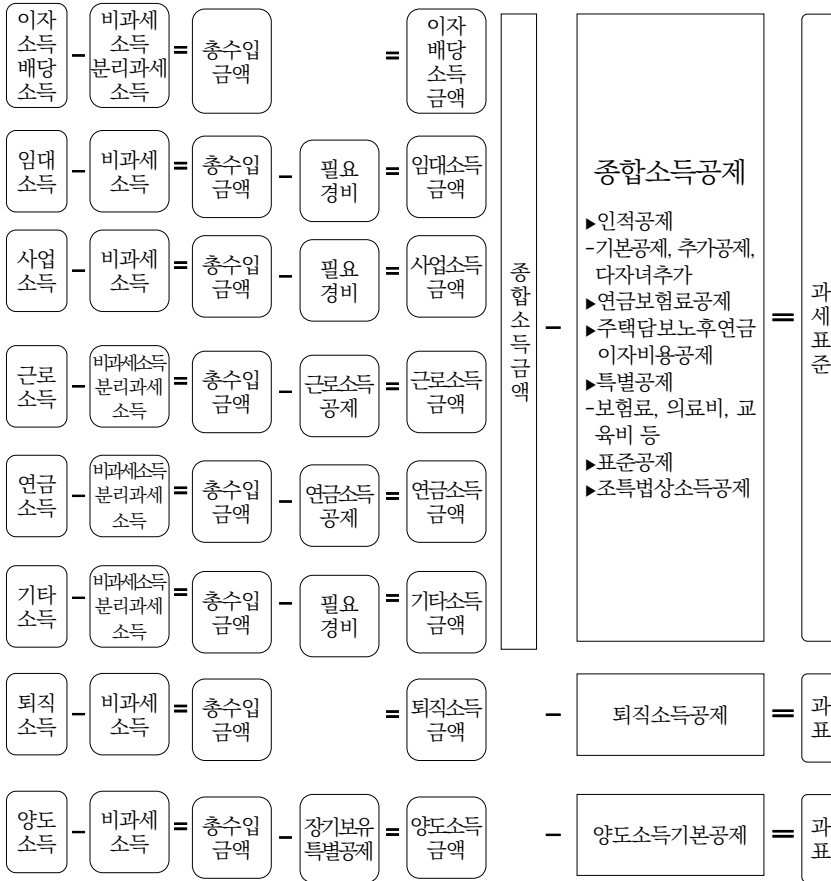 이자
소득
배당
소득
−
비과세
소득
분리과세
소득
=
총수입
금액
=
이자
배당
소득
금액
임대
소득
−
비과세
소득
=
총수입
금액
−
필요
경비
=
임대소득
금액
사업
소득
−
비과세
소득
=
총수입
금액
−
필요
경비
=
사업소득
금액
근로
소득
−
비과세소득
분리과세
소득
=
총수입
금액
−
근로소득
공제
=
근로소득
금액
연금
소득
−
비과세소득
분리과세
소득
=
총수입
금액
−
연금소득
공제
=
연금소득
금액
기타
소득
−
비과세소득
분리과세
소득
=
총수입
금액
−
필요
경비
=
기타소득
금액
종합소득금액
−
종합소득공제
▶인적공제
-기본공제, 추가공제,
다자녀추가
▶연금보험료공제
▶주택담보노후연금
이자비용공제
▶특별공제
-보험료, 의료비, 교
육비 등
▶표준공제
▶조특법상소득공제
=
과세표준
퇴직
소득
−
비과세
소득
=
총수입
금액
=
퇴직소득
금액
−
퇴직소득공제
=
과
표
양도
소득
−
비과세
소득
=
총수입
금액
−
장기보유
특별공제
=
양도소득
금액
−
양도소득기본공제
=
과
표